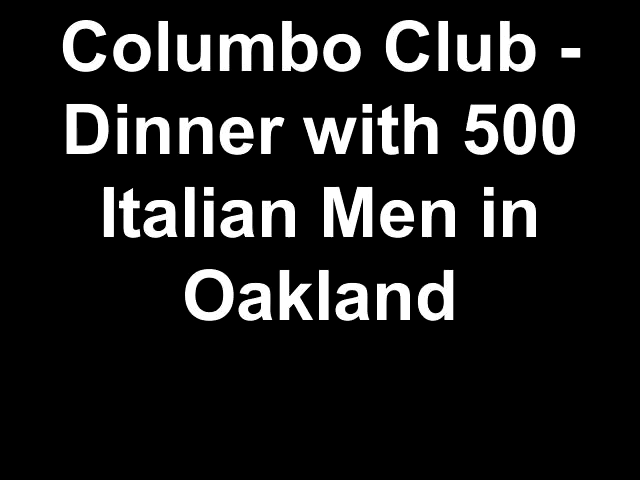 Columbo Club -
Dinner with 500
Italian Men in
Oakland